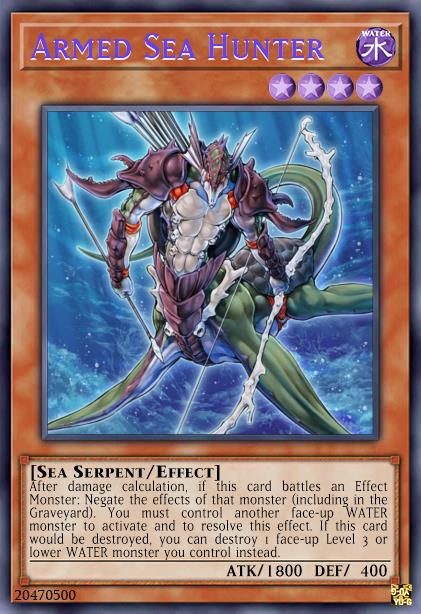 Armed Sea Hunter
WATER
水
[Sea Serpent/Effect]
After damage calculation, if this card battles an Effect
Monster: Negate the effects of that monster (including in the
Graveyard). You must control another face-up WATER
monster to activate and to resolve this effect. If this card
would be destroyed, you can destroy 1 face-up Level 3 or
lower WATER monster you control instead.
ATK/1800 DEF/ 400
20470500